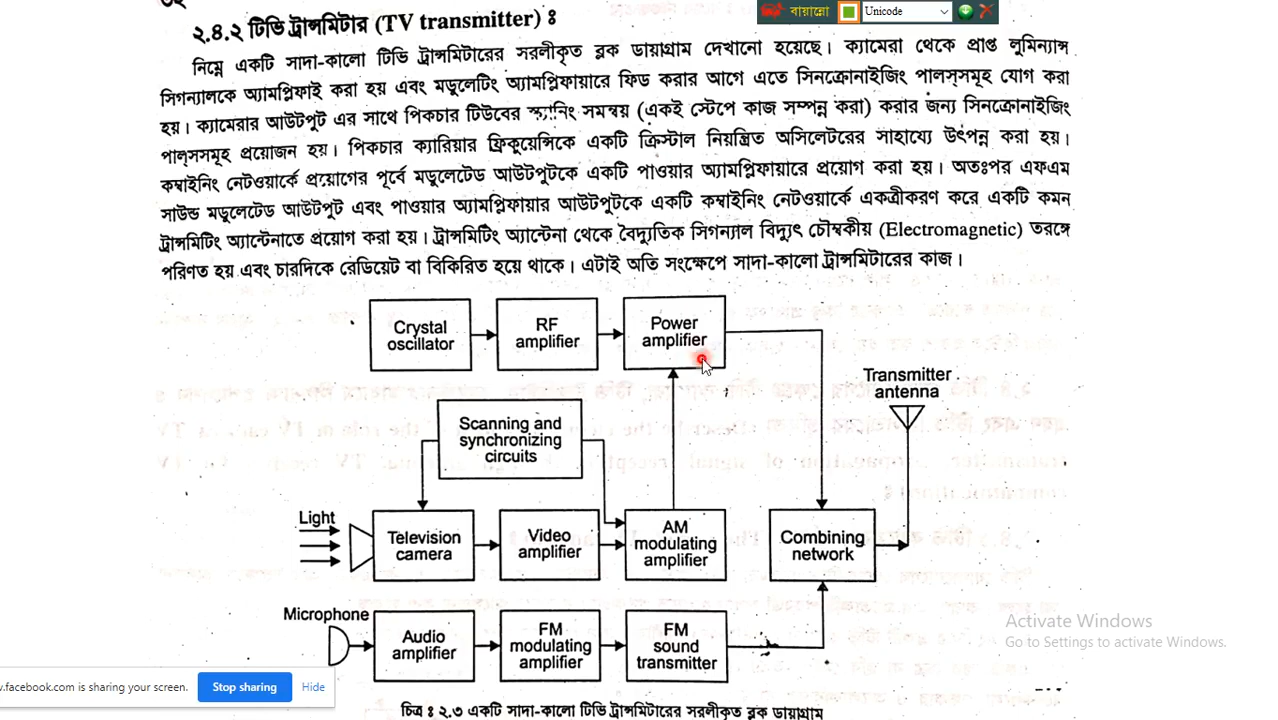 বায়ান্নো
Unicode
২.৪.২ টিভি ট্রান্সমিটার (TV transmitter) ঃ
নিম্নে একটি সাদা-কালো টিভি ট্রান্সমিটারের সরলীকৃত ব্লক ডায়াগ্রাম দেখানো হয়েছে। ক্যামেরা থেকে প্রাপ্ত লুমিন্যান্স
সিগন্যালকে অ্যামপ্লিফাই করা হয় এবং মডুলেটিং অ্যামপ্লিফায়ারে ফিড করার আগে এতে সিনক্রোনাইজিং পাল্‌সসমূহ যোগ করা
হয়। ক্যামেরার আউটপুট এর সাথে পিকচার টিউবের স্ক্যানিং সমন্বয় (একই স্টেপে কাজ সম্পন্ন করা) করার জন্য সিনক্রোনাইজিং
পাল্‌সসমূহ প্রয়োজন হয়। পিকচার ক্যারিয়ার ফ্রিকুয়েন্সিকে একটি ক্রিস্টাল নিয়ন্ত্রিত অসিলেটরের সাহায্যে উৎপন্ন করা হয়।
কম্বাইনিং নেটওয়ার্কে প্রয়োগের পূর্বে মডুলেটেড আউটপুটকে একটি পাওয়ার অ্যামপ্লিফায়ারে প্রয়োগ করা হয়। অতঃপর এফএম
সাউন্ড মডুলেটেড আউটপুট এবং পাওয়ার অ্যামপ্লিফায়ার আউটপুটকে একটি কম্বাইনিং নেটওয়ার্কে একত্রীকরণ করে একটি কমন
ট্রান্সমিটিং অ্যান্টেনাতে প্রয়োগ করা হয়। ট্রান্সমিটিং অ্যান্টেনা থেকে বৈদ্যুতিক সিগন্যাল বিদ্যুৎ চৌম্বকীয় (Electromagnetic) তরঙ্গে
পরিণত হয় এবং চারদিকে রেডিয়েট বা বিকিরিত হয়ে থাকে। এটাই অতি সংক্ষেপে সাদা-কালো ট্রান্সমিটারের কাজ।
Crystal
oscillator
RF
amplifier
Power
amplifier
Transmitter
antenna
Scanning and
synchronizing
circuits
Light
Television
camera
Video
amplifier
AM
modulating
amplifier
Combining
network
Microphone
Audio
amplifier
FM
modulating
amplifier
FM
sound
transmitter
Activate Windows
Go to Settings to activate Windows.
.facebook.com is sharing your screen.
Stop sharing
Hide
চিত্র ঃ ২.৩ একটি সাদা-কালো টিভি ট্রান্সমিটারের সরলীকৃত ব্লক ডায়াগ্রাম